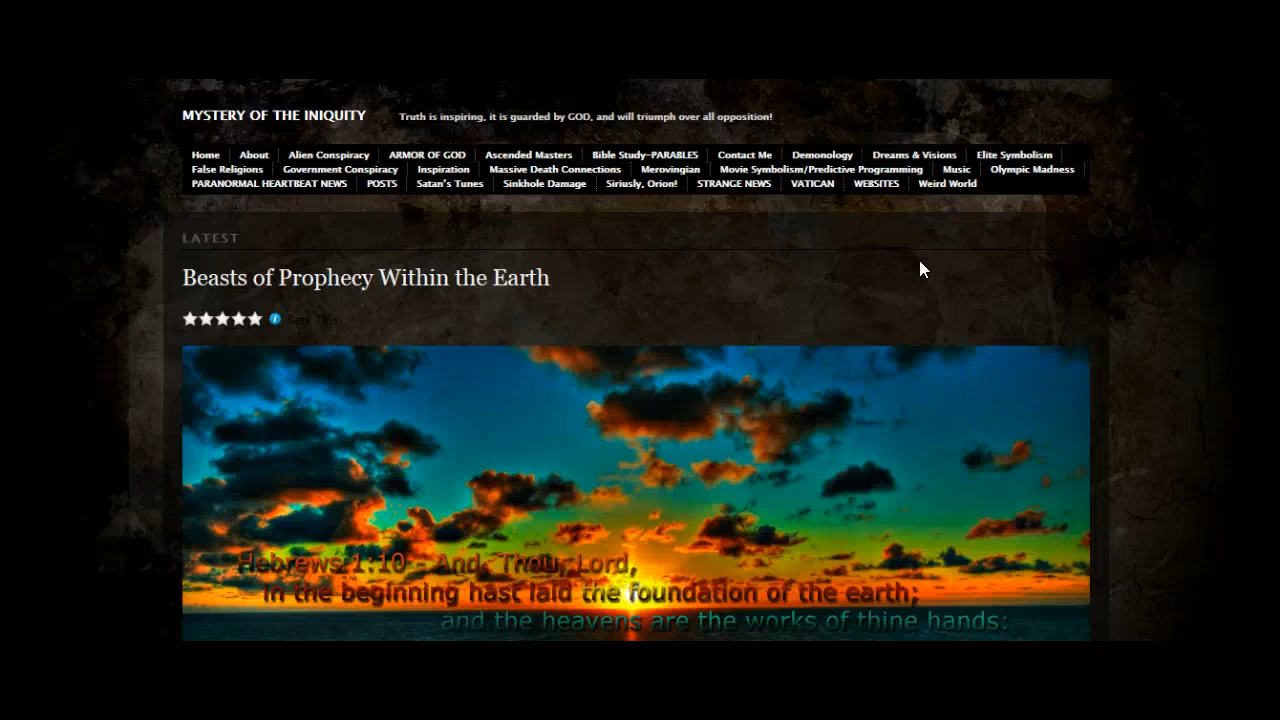 MYSTERY OF THE INIQUITY Truth is inspiring, it is guarded by GOD, and will triumph over all opposition!
Home About Alien Conspiracy ARMOR OF GOD Ascended Masters Bible Study~PARABLES Contact Me Demonology Dreams & Visions Elite Symbolism
False Religions Government Conspiracy Inspiration Massive Death Connections Merovingian Movie Symbolism/Predictive Programming Music Olympic Madness
PARANORMAL HEARTBEAT NEWS POSTS Satan's Tunes Sinkhole Damage Siriusly, Orion! STRANGE NEWS VATICAN WEBSITES Weird World
LATEST
Beasts of Prophecy Within the Earth
Rate This
Hebrews 1:10 - And, Thou, Lord,
in the beginning hast laid the foundation of the earth;
and the heavens are the works of thine hands: